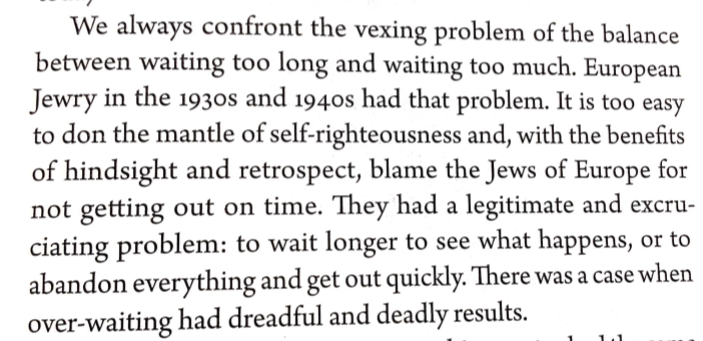 We always confront the vexing problem of the balance
between waiting too long and waiting too much. European
Jewry in the 1930s and 1940s had that problem. It is too easy
to don the mantle of self-righteousness and, with the benefits
of hindsight and retrospect, blame the Jews of Europe for
not getting out on time. They had a legitimate and excru-
ciating problem: to wait longer to see what happens, or to
abandon everything and get out quickly. There was a case when
over-waiting had dreadful and deadly results.